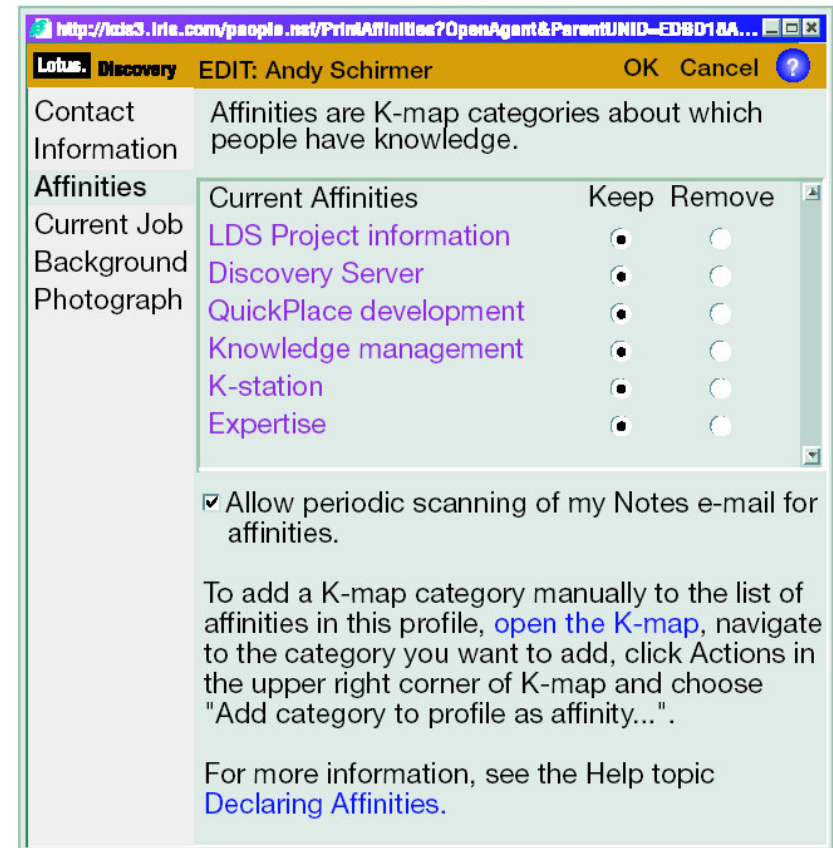 http://kds3.iris.com/people.nsf/PrintAffinities?OpenAgent&ParentUNID=EDBD18A...
Lotus. Discovery EDIT: Andy Schirmer OK Cancel ?
Contact
Information
Affinities
Current Job
Background
Photograph
Affinities are K-map categories about which
people have knowledge.
Current Affinities Keep Remove
LDS Project information
Discovery Server
QuickPlace development
Knowledge management
K-station
Expertise
Allow periodic scanning of my Notes e-mail for
affinities.
To add a K-map category manually to the list of
affinities in this profile, open the K-map, navigate
to the category you want to add, click Actions in
the upper right corner of K-map and choose
"Add category to profile as affinity...".
For more information, see the Help topic
Declaring Affinities.